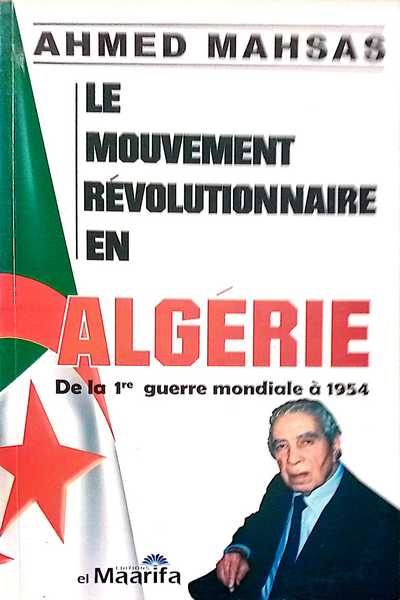 AHMED MAHSAS
LE
MOUVEMENT
RÉVOLUTIONNAIRE
EN
ALGÉRIE
De la 1re guerre mondiale à 1954
EDITIONS
el Maarifa